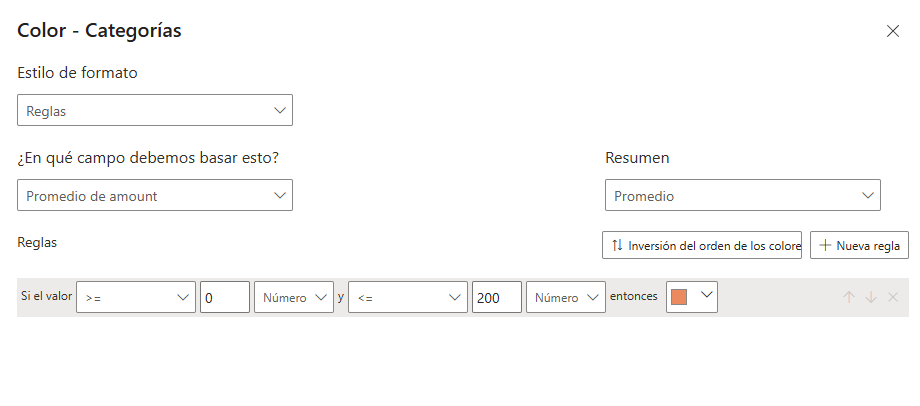 Color - Categorías
Estilo de formato
Reglas
¿En qué campo debemos basar esto?
Resumen
Promedio de amount
Promedio
Reglas
Inversión del orden de los colore
Nueva regla
Si el valor >= 0 Número y <= 200 Número entonces